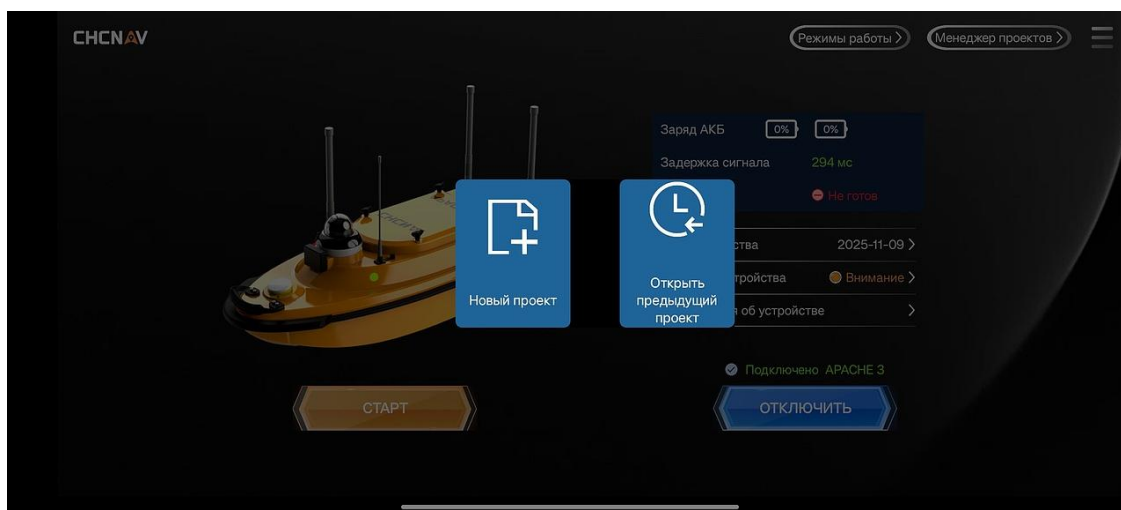 CHCNAV
Режимы работы
Менеджер проектов
Заряд АКБ 0% 0%
Задержка сигнала 294 мс
Не готов
ства 2025-11-09
тройства Внимание
об устройстве
Новый проект
Открыть
предыдущий
проект
Подключено APACHE 3
СТАРТ
ОТКЛЮЧИТЬ